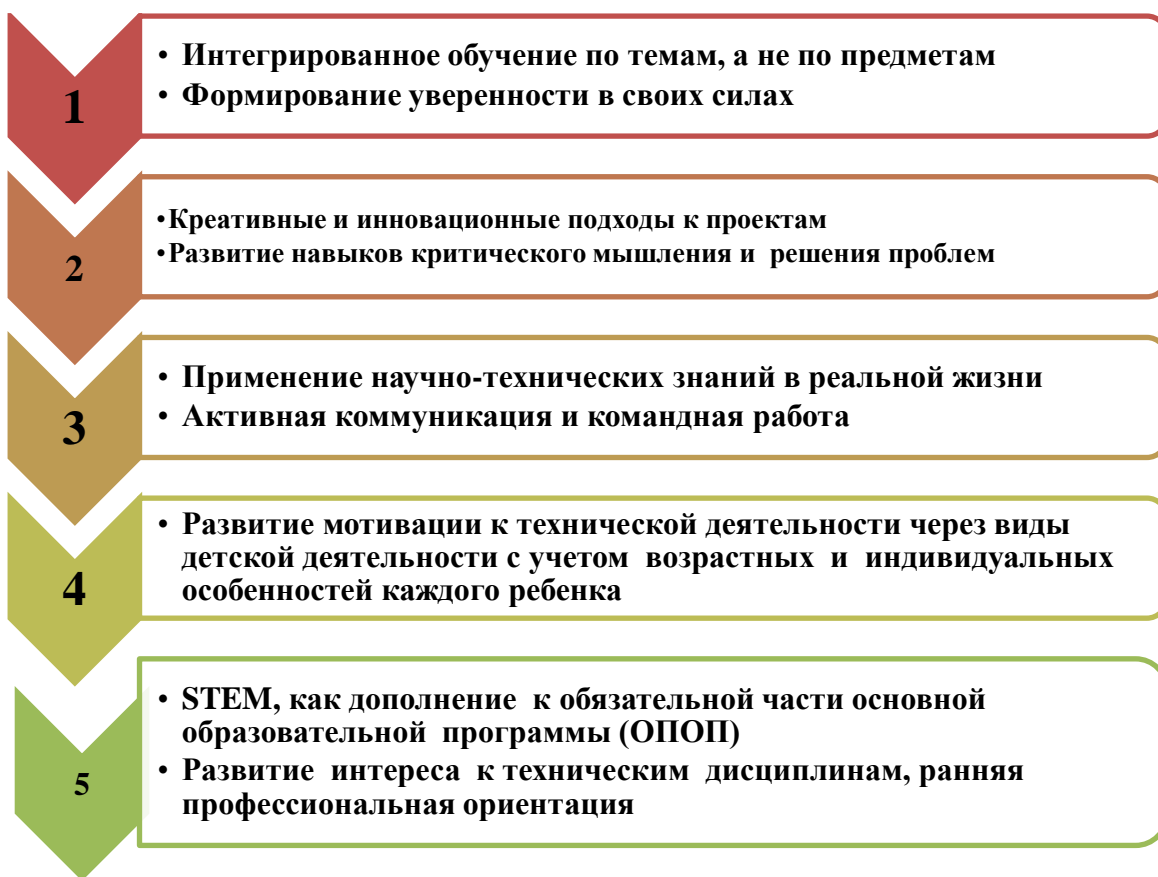 1
• Интегрированное обучение по темам, а не по предметам
• Формирование уверенности в своих силах
2
•Креативные и инновационные подходы к проектам
•Развитие навыков критического мышления и решения проблем
3
• Применение научно-технических знаний в реальной жизни
• Активная коммуникация и командная работа
4
• Развитие мотивации к технической деятельности через виды
детской деятельности с учетом возрастных и индивидуальных
особенностей каждого ребенка
5
• STEM, как дополнение к обязательной части основной
образовательной программы (ОПОП)
• Развитие интереса к техническим дисциплинам, ранняя
профессиональная ориентация